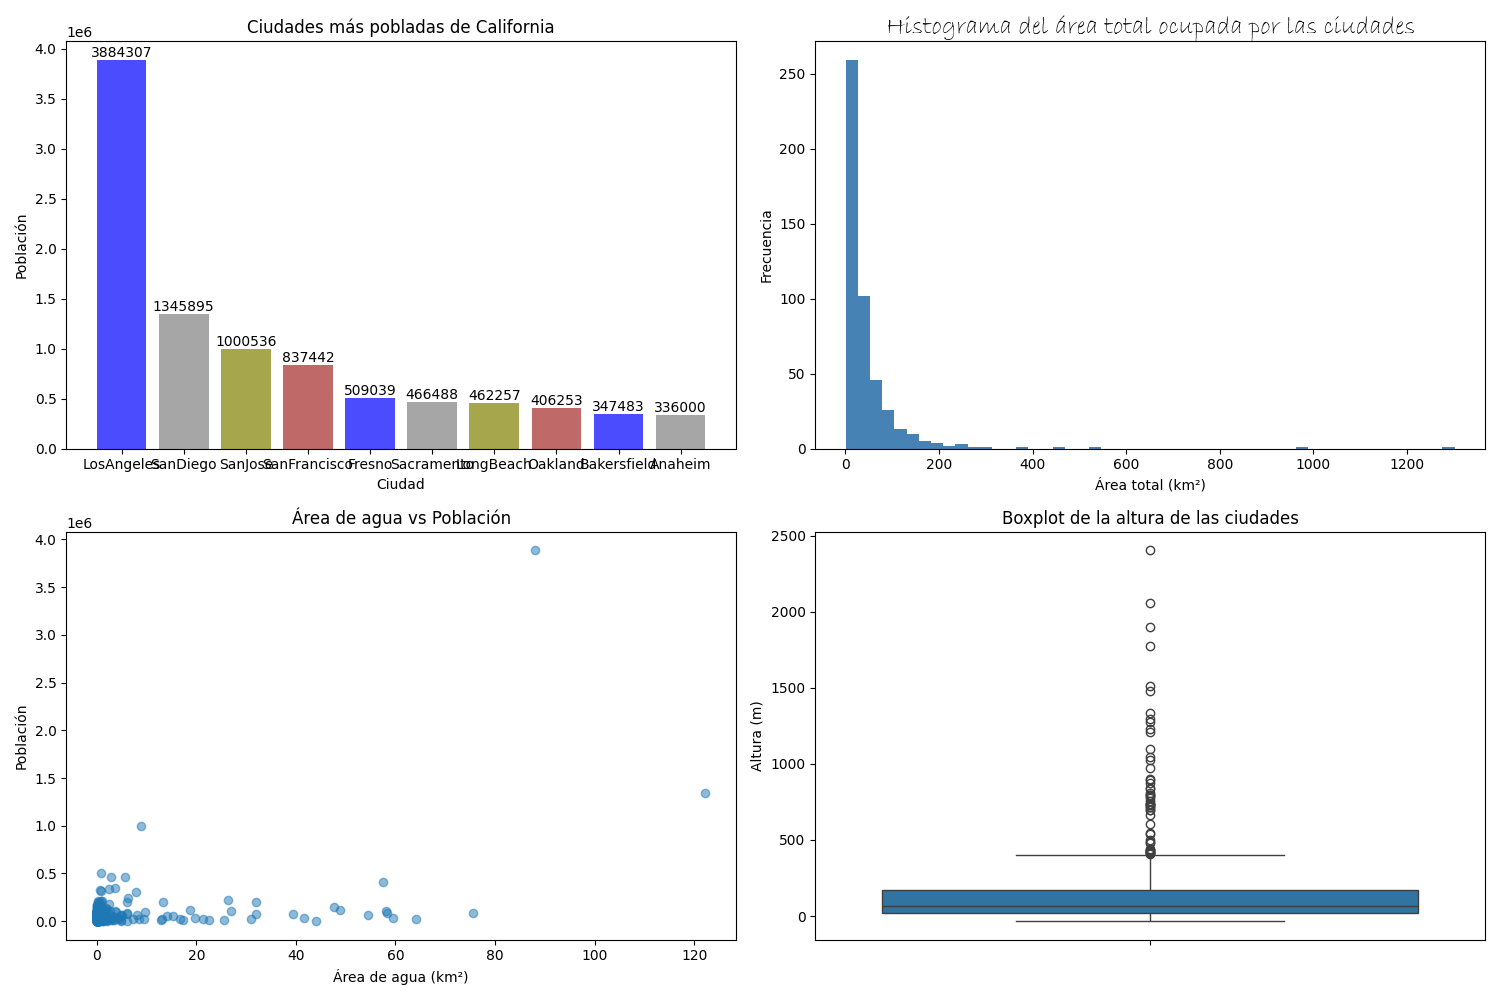 Ciudades más pobladas de California
1e6
4.0
3.5
3.0
2.5
2.0
1.5
1.0
0.5
0.0
Población
3884307
1345895
1000536
837442
509039
466488
462257
406253
347483
336000
LosAngeles
SanDiego
SanJose
SanFrancisco
Fresno
Sacramento
LongBeach
Oakland
Bakersfield
Anaheim
Ciudad
Histograma del área total ocupada por las ciudades
250
200
150
100
50
0
Frecuencia
0 200 400 600 800 1000 1200
Área total (km²)
Área de agua vs Población
1e6
4.0
3.5
3.0
2.5
2.0
1.5
1.0
0.5
0.0
Población
0 20 40 60 80 100 120
Área de agua (km²)
Boxplot de la altura de las ciudades
2500
2000
1500
1000
500
0
Altura (m)